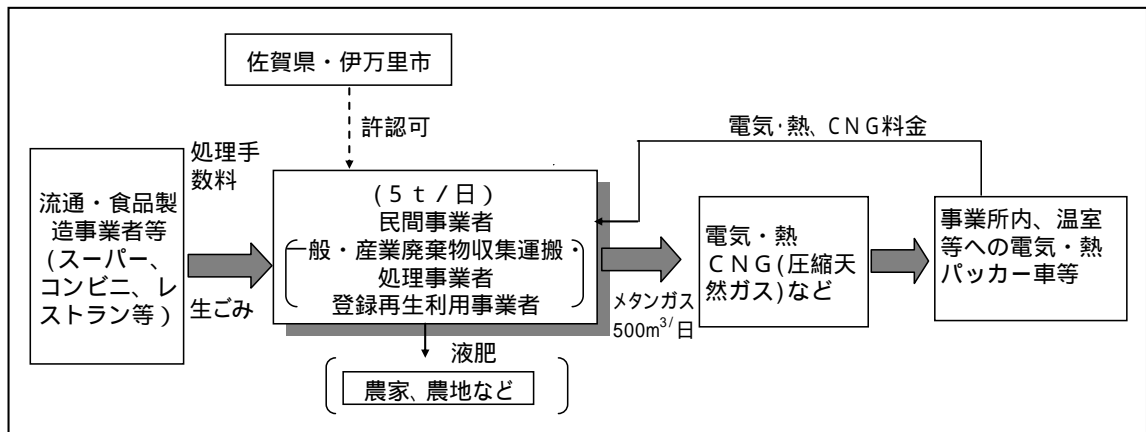 佐賀県・伊万里市
許認可
電気・熱、CNG料金
処理手
数料
流通・食品製
造事業者等
(スーパー、
コンビニ、レ
ストラン等)
生ごみ
(5t/日)
民間事業者
一般・産業廃棄物収集運搬・
処理事業者
登録再生利用事業者
メタンガス
500m³/日
電気・熱
CNG(圧縮天
然ガス)など
事業所内、温室
等への電気・熱
パッカー車等
液肥
農家、農地など